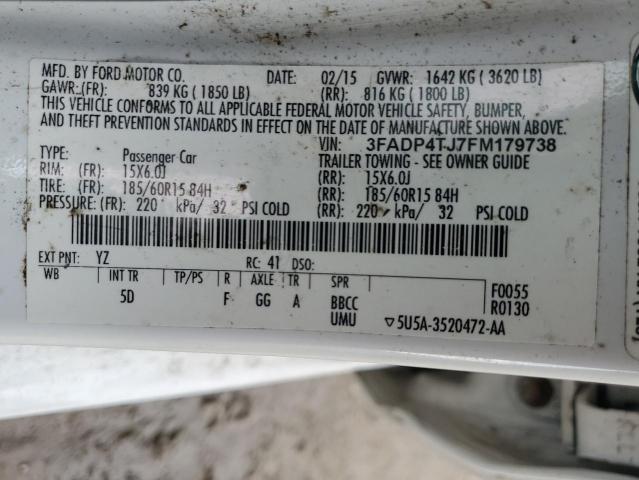 MFD. BY FORD MOTOR CO. DATE: 02/15 GVWR: 1642 KG ( 3620 LB)
GAWR:(FR): 839 KG ( 1850 LB) (RR): 816 KG ( 1800 LB)
THIS VEHICLE CONFORMS TO ALL APPLICABLE FEDERAL MOTOR VEHICLE SAFETY, BUMPER,
AND THEFT PREVENTION STANDARDS IN EFFECT ON THE DATE OF MANUFACTURE SHOWN ABOVE.
VIN: 3FADP4TJ7FM179738
TYPE: Passenger Car TRAILER TOWING - SEE OWNER GUIDE
RIM: (FR): 15X6.0J (RR): 15X6.0J
TIRE: (FR): 185/60R15 84H (RR): 185/60R15 84H
PRESSURE: (FR): 220 kPa/ 32 PSI COLD (RR): 220 kPa/ 32 PSI COLD
EXT PNT: YZ RC: 41 DSO:
WB INT TR TP/PS R AXLE TR SPR F0055
5D F GG A BBCC R0130
UMU ▽5U5A-3520472-AA